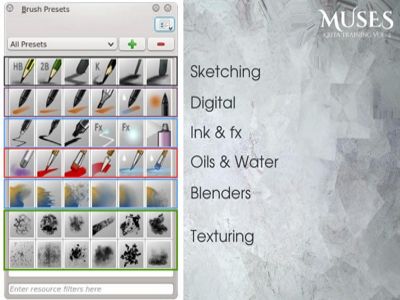 Brush Presets
All Presets
HB
2B
K
Fx
Fx
Enter resource filters here
MUSES
KRITA TRAINING VOL. 2
Sketching
Digital
Ink & fx
Oils & Water
Blenders
Texturing